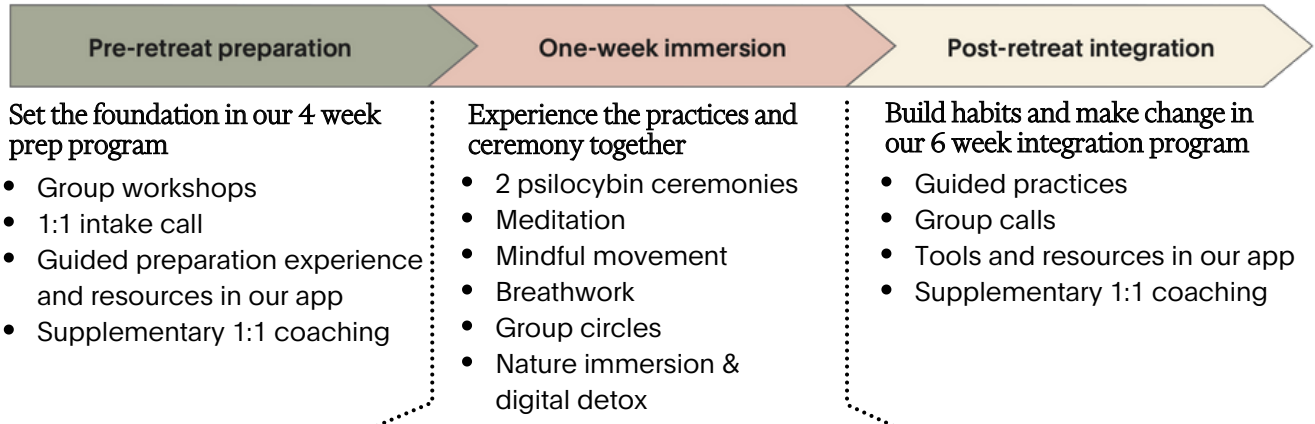 Pre-retreat preparation
One-week immersion
Post-retreat integration
Set the foundation in our 4 week
prep program
• Group workshops
• 1:1 intake call
• Guided preparation experience
and resources in our app
• Supplementary 1:1 coaching
Experience the practices and
ceremony together
• 2 psilocybin ceremonies
• Meditation
• Mindful movement
• Breathwork
• Group circles
• Nature immersion &
digital detox
Build habits and make change in
our 6 week integration program
• Guided practices
• Group calls
• Tools and resources in our app
• Supplementary 1:1 coaching